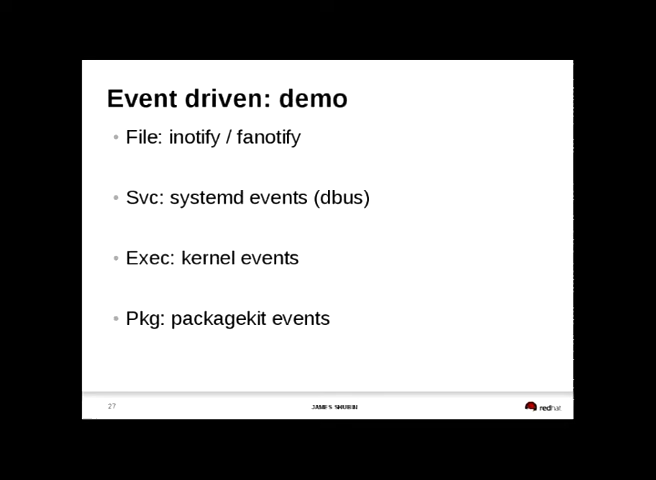 Event driven: demo
• File: inotify / fanotify
• Svc: systemd events (dbus)
• Exec: kernel events
• Pkg: packagekit events
27
JAMES SHUBIN
redhat